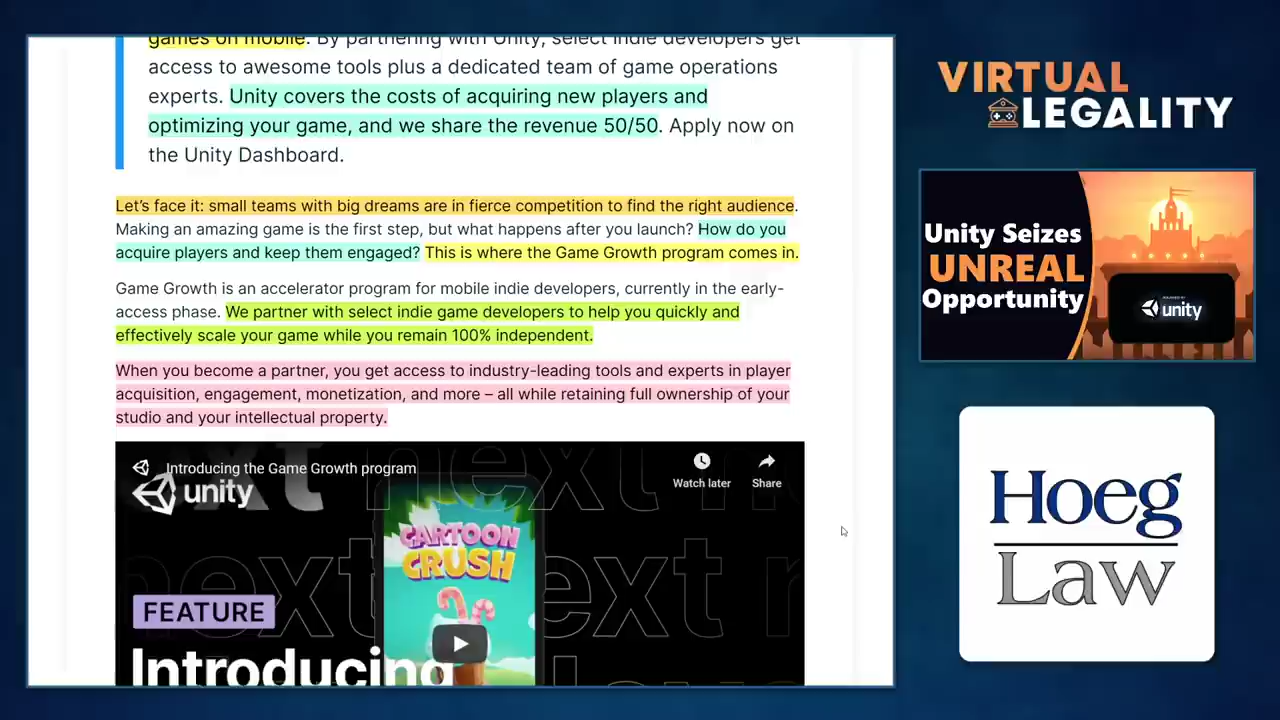 games on mobile. By partnering with Unity, select indie developers get
access to awesome tools plus a dedicated team of game operations
experts. Unity covers the costs of acquiring new players and
optimizing your game, and we share the revenue 50/50. Apply now on
the Unity Dashboard.
Let's face it: small teams with big dreams are in fierce competition to find the right audience.
Making an amazing game is the first step, but what happens after you launch? How do you
acquire players and keep them engaged? This is where the Game Growth program comes in.
Game Growth is an accelerator program for mobile indie developers, currently in the early-
access phase. We partner with select indie game developers to help you quickly and
effectively scale your game while you remain 100% independent.
When you become a partner, you get access to industry-leading tools and experts in player
acquisition, engagement, monetization, and more – all while retaining full ownership of your
studio and your intellectual property.
Introducing the Game Growth program
Watch later
Share
unity
next
next
CARTOON
CRUSH
FEATURE
Introducing
VIRTUAL
LEGALITY
Unity Seizes
UNREAL
Opportunity
unity
Hoeg
Law